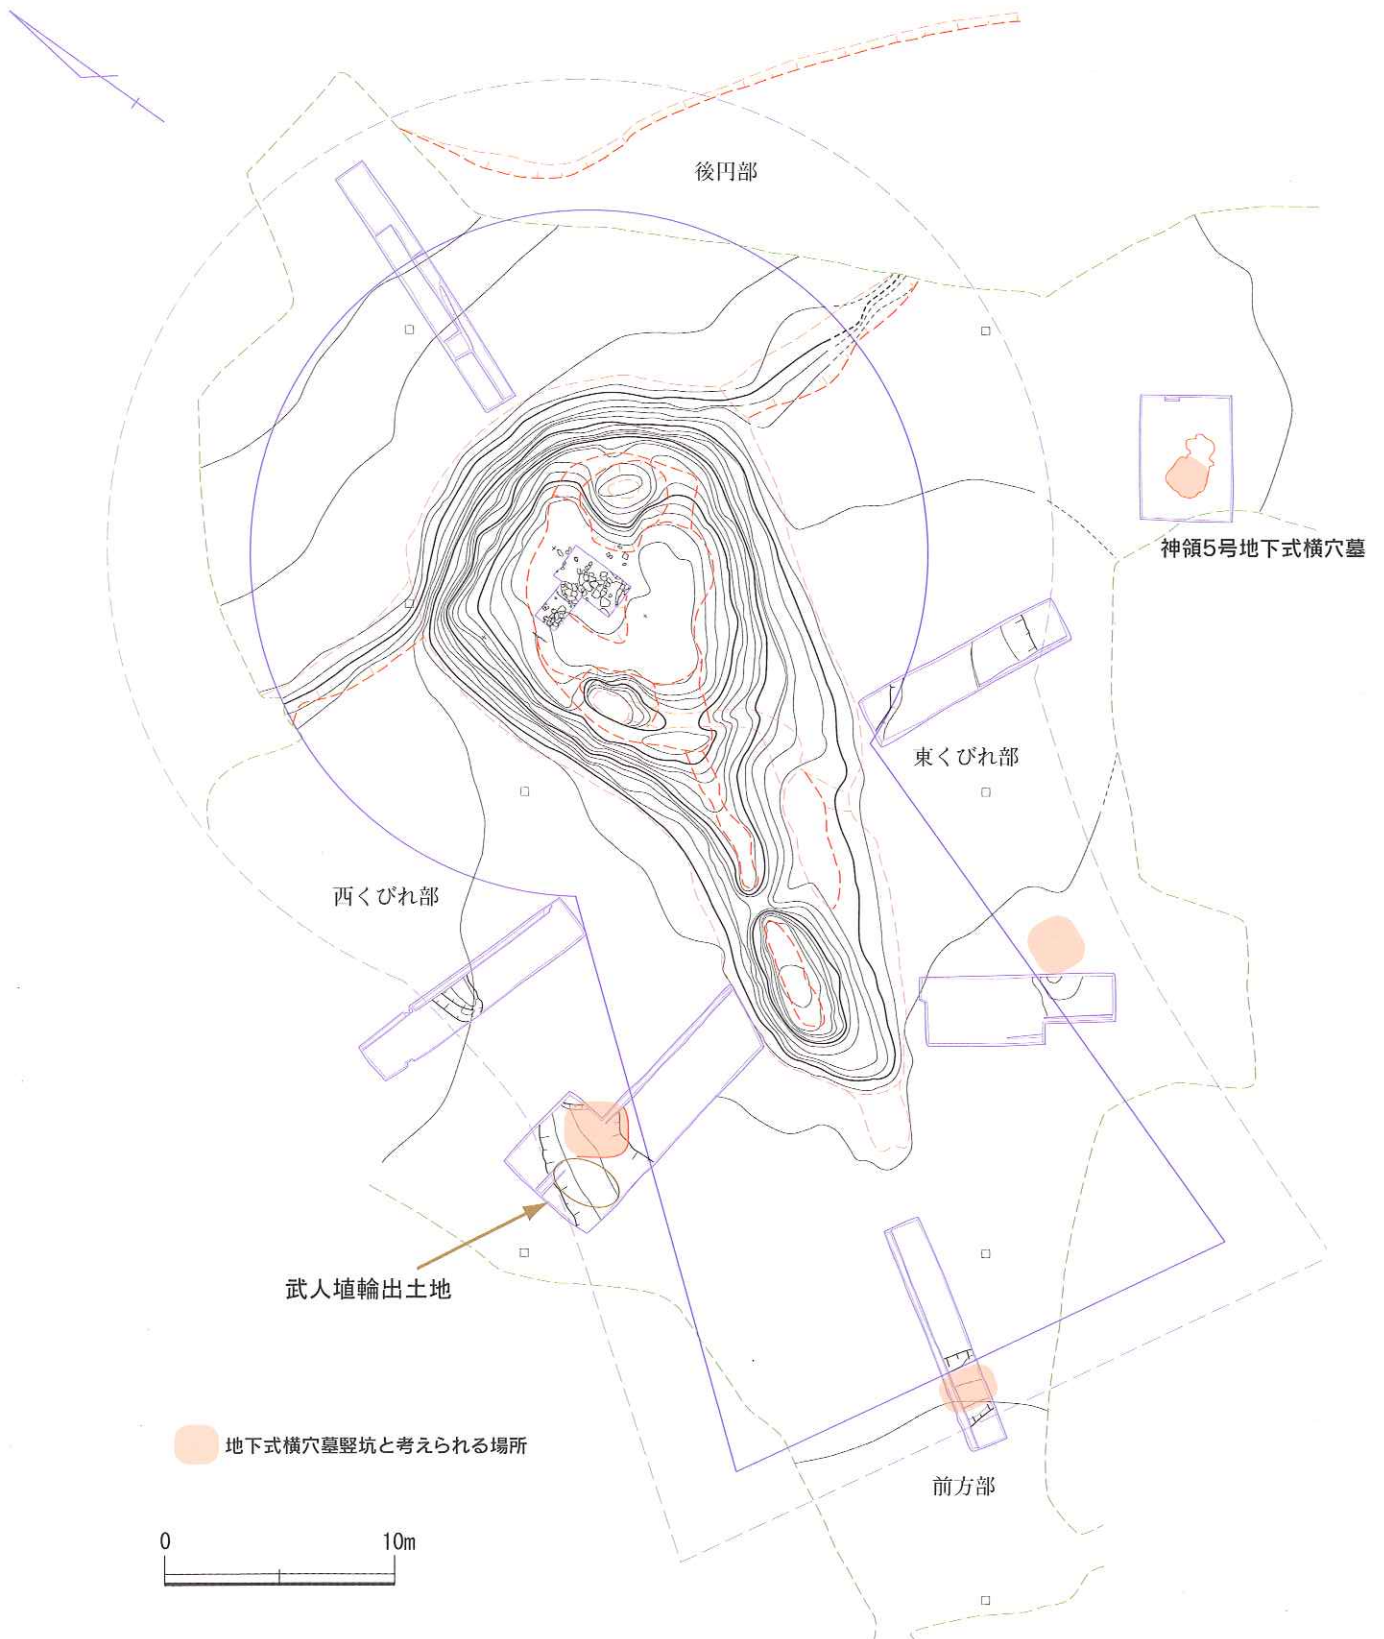 後円部
神領5号地下式横穴墓
東くびれ部
西くびれ部
武人埴輪出土地
地下式横穴墓竪坑と考えられる場所
前方部
0 10m